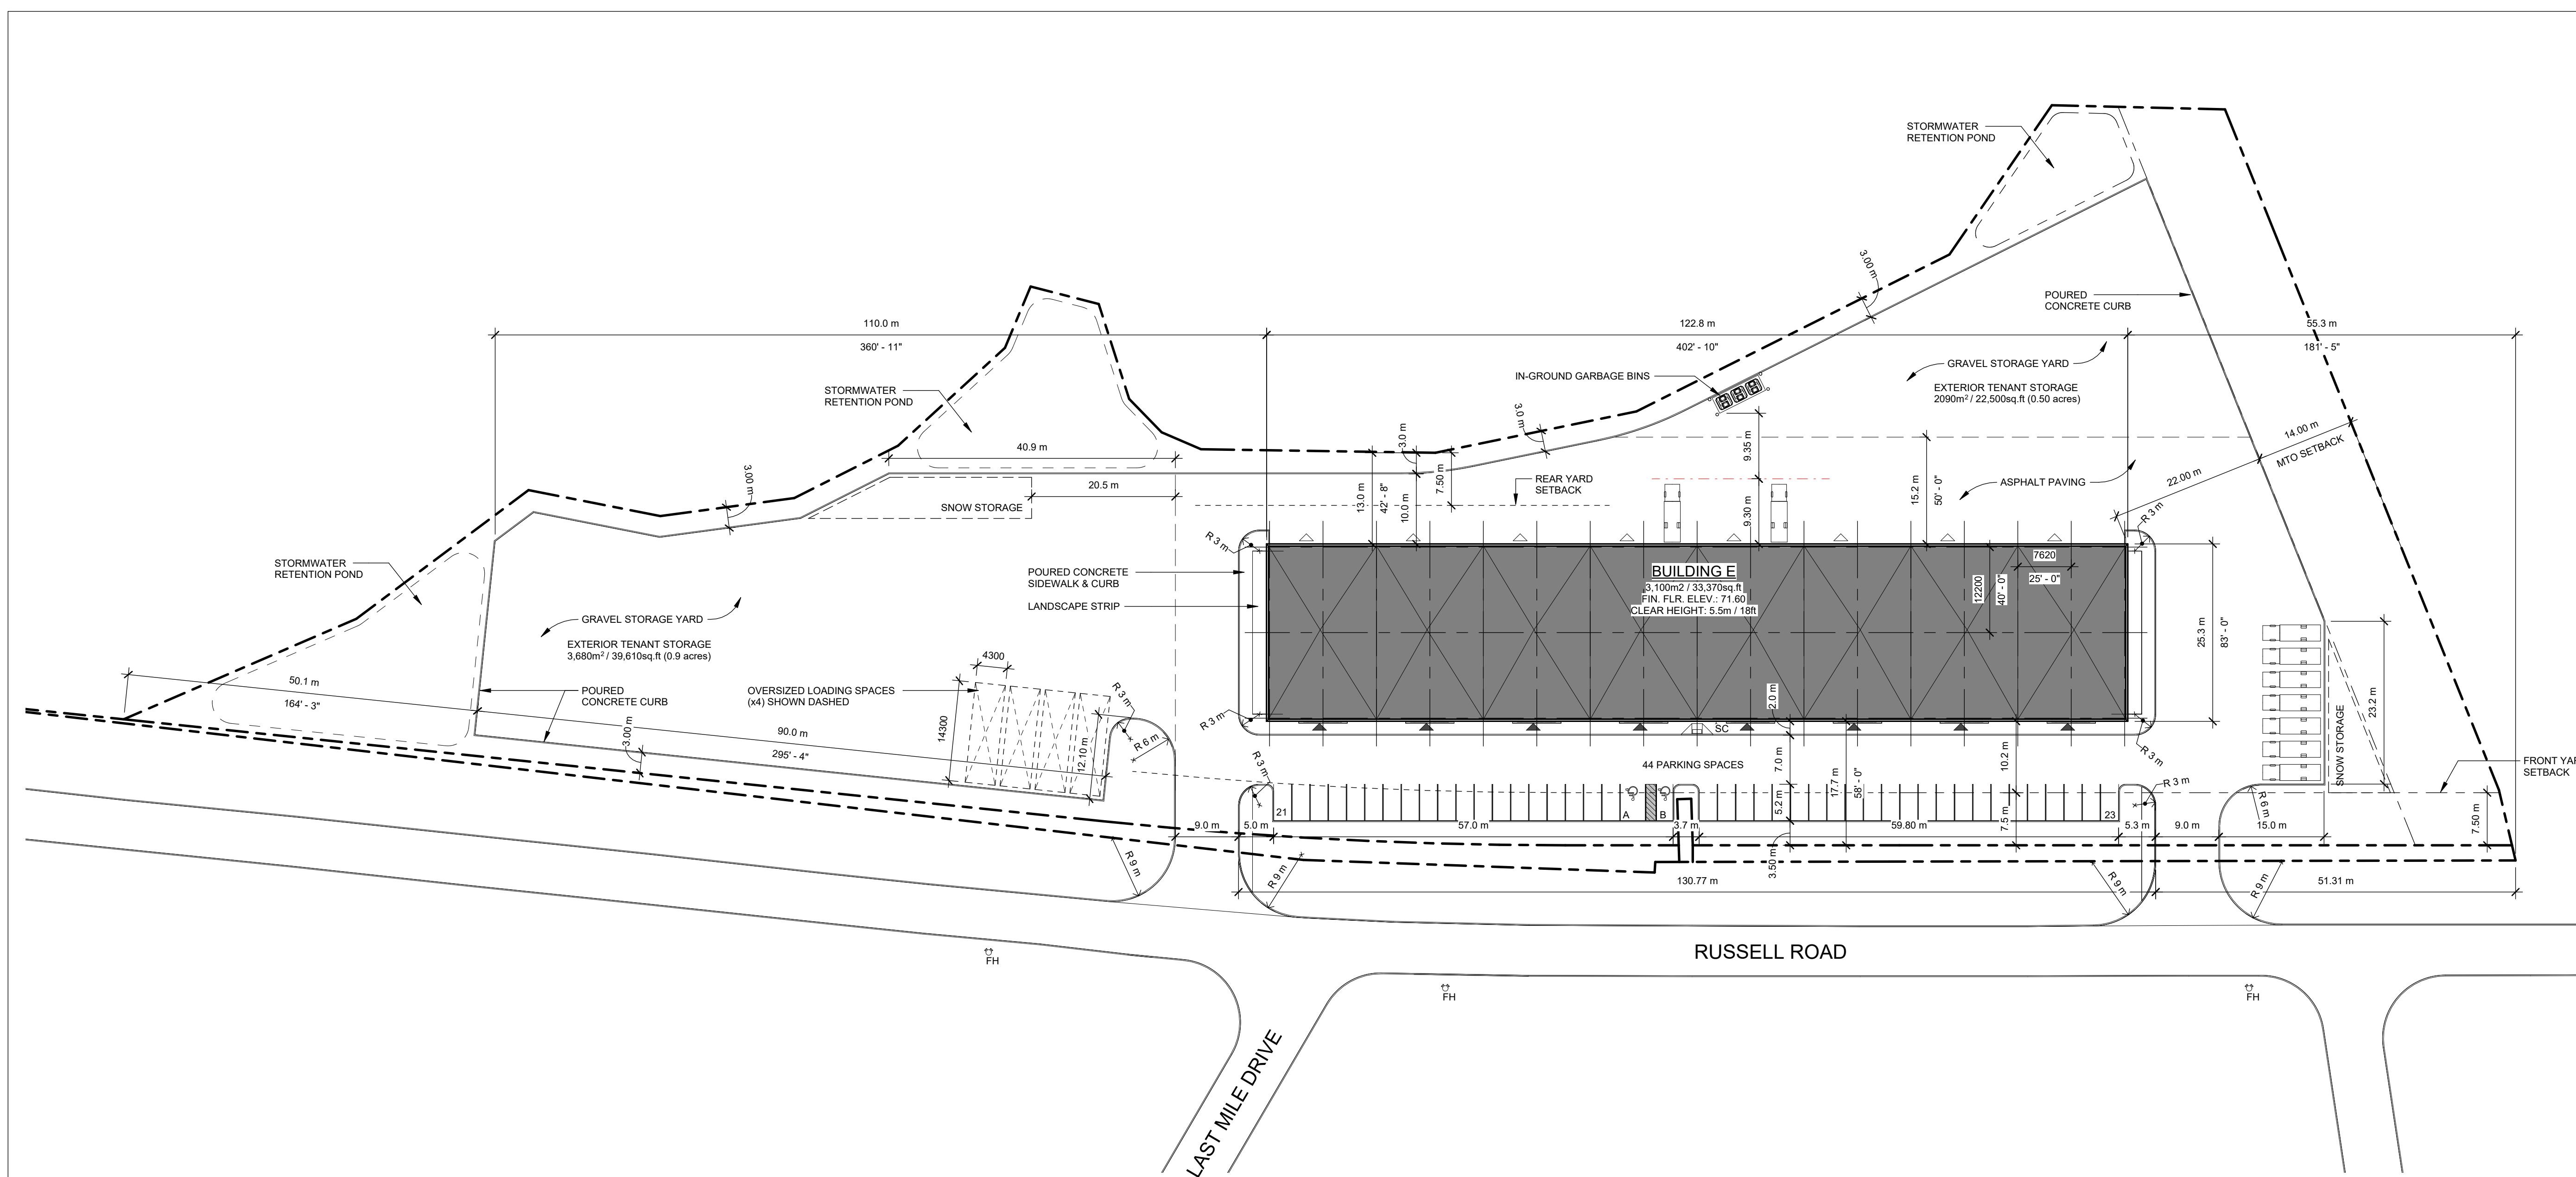 STORMWATER
RETENTION POND
3.00 m
POURED
CONCRETE CURB
110.0 m
360' - 11"
122.8 m
402' - 10"
55.3 m
181' - 5"
GRAVEL STORAGE YARD
EXTERIOR TENANT STORAGE
2090m² / 22,500sq.ft (0.50 acres)
IN-GROUND GARBAGE BINS
STORMWATER
RETENTION POND
3.0 m
3.0 m
40.9 m
9.35 m
14.00 m
MTO SETBACK
22.00 m
3.00 m
20.5 m
SNOW STORAGE
13.0 m
42' - 8"
10.0 m
7.50 m
REAR YARD
SETBACK
9.30 m
15.2 m
50' - 0"
ASPHALT PAVING
R 3 m
R 3 m
STORMWATER
RETENTION POND
POURED CONCRETE
SIDEWALK & CURB
LANDSCAPE STRIP
BUILDING E
3,100m2 / 33,370sq.ft
FIN. FLR. ELEV.: 71.60
CLEAR HEIGHT: 5.5m / 18ft
7620
25' - 0"
12200
40' - 0"
25.3 m
83' - 0"
GRAVEL STORAGE YARD
EXTERIOR TENANT STORAGE
3,680m² / 39,610sq.ft (0.9 acres)
4300
50.1 m
164' - 3"
POURED
CONCRETE CURB
OVERSIZED LOADING SPACES
(x4) SHOWN DASHED
14300
12.10 m
R 3 m
R 6 m
R 3 m
2.0 m
SC
23.2 m
SNOW STORAGE
3.00 m
90.0 m
295' - 4"
R 3 m
44 PARKING SPACES
7.0 m
17.7 m
58' - 0"
10.2 m
R 3 m
R 3 m
FRONT YAR
SETBACK
21
A
B
5.2 m
7.5 m
23
R 6 m
7.50 m
9.0 m
5.0 m
57.0 m
3.7 m
59.80 m
5.3 m
9.0 m
15.0 m
3.50 m
R 9 m
R 9 m
130.77 m
R 9 m
R 9 m
51.31 m
RUSSELL ROAD
FH
FH
FH
LAST MILE DRIVE